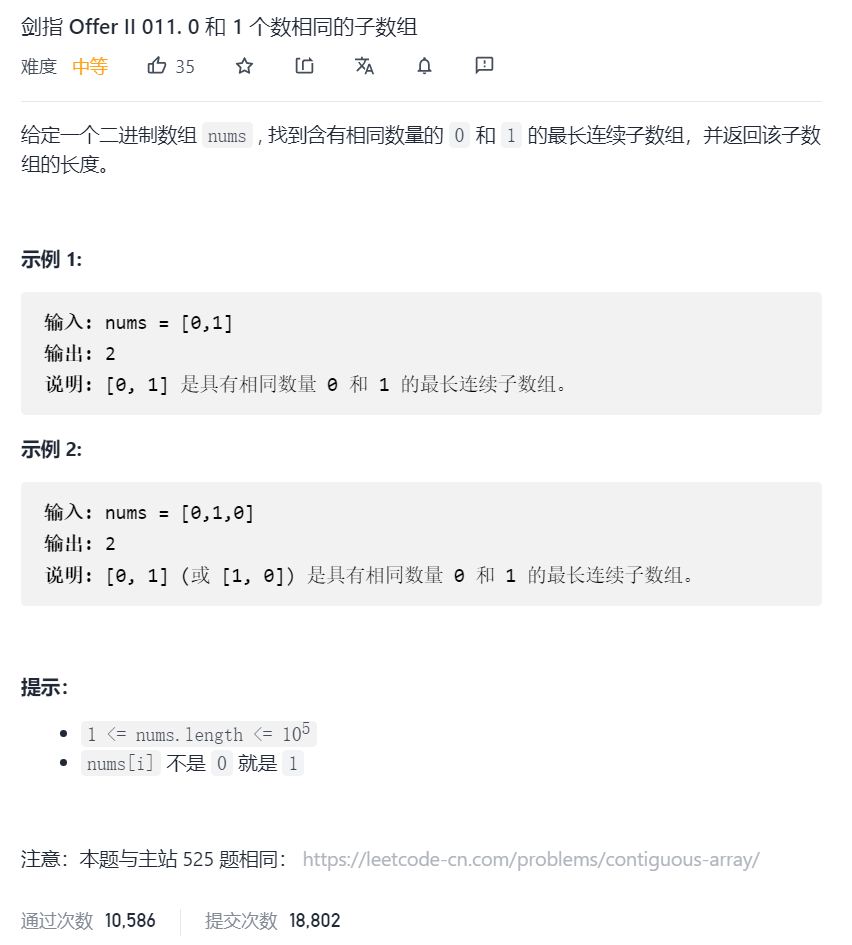 剑指 Offer II 011. 0 和 1 个数相同的子数组
难度 中等 35
给定一个二进制数组 nums , 找到含有相同数量的 0 和 1 的最长连续子数组，并返回该子数
组的长度。
示例 1:
输入: nums = [0,1]
输出: 2
说明: [0, 1] 是具有相同数量 0 和 1 的最长连续子数组。
示例 2:
输入: nums = [0,1,0]
输出: 2
说明: [0, 1] (或 [1, 0]) 是具有相同数量 0 和 1 的最长连续子数组。
提示：
• 1 <= nums.length <= 10⁵
• nums[i] 不是 0 就是 1
注意：本题与主站 525 题相同： https://leetcode-cn.com/problems/contiguous-array/
通过次数 10,586 提交次数 18,802